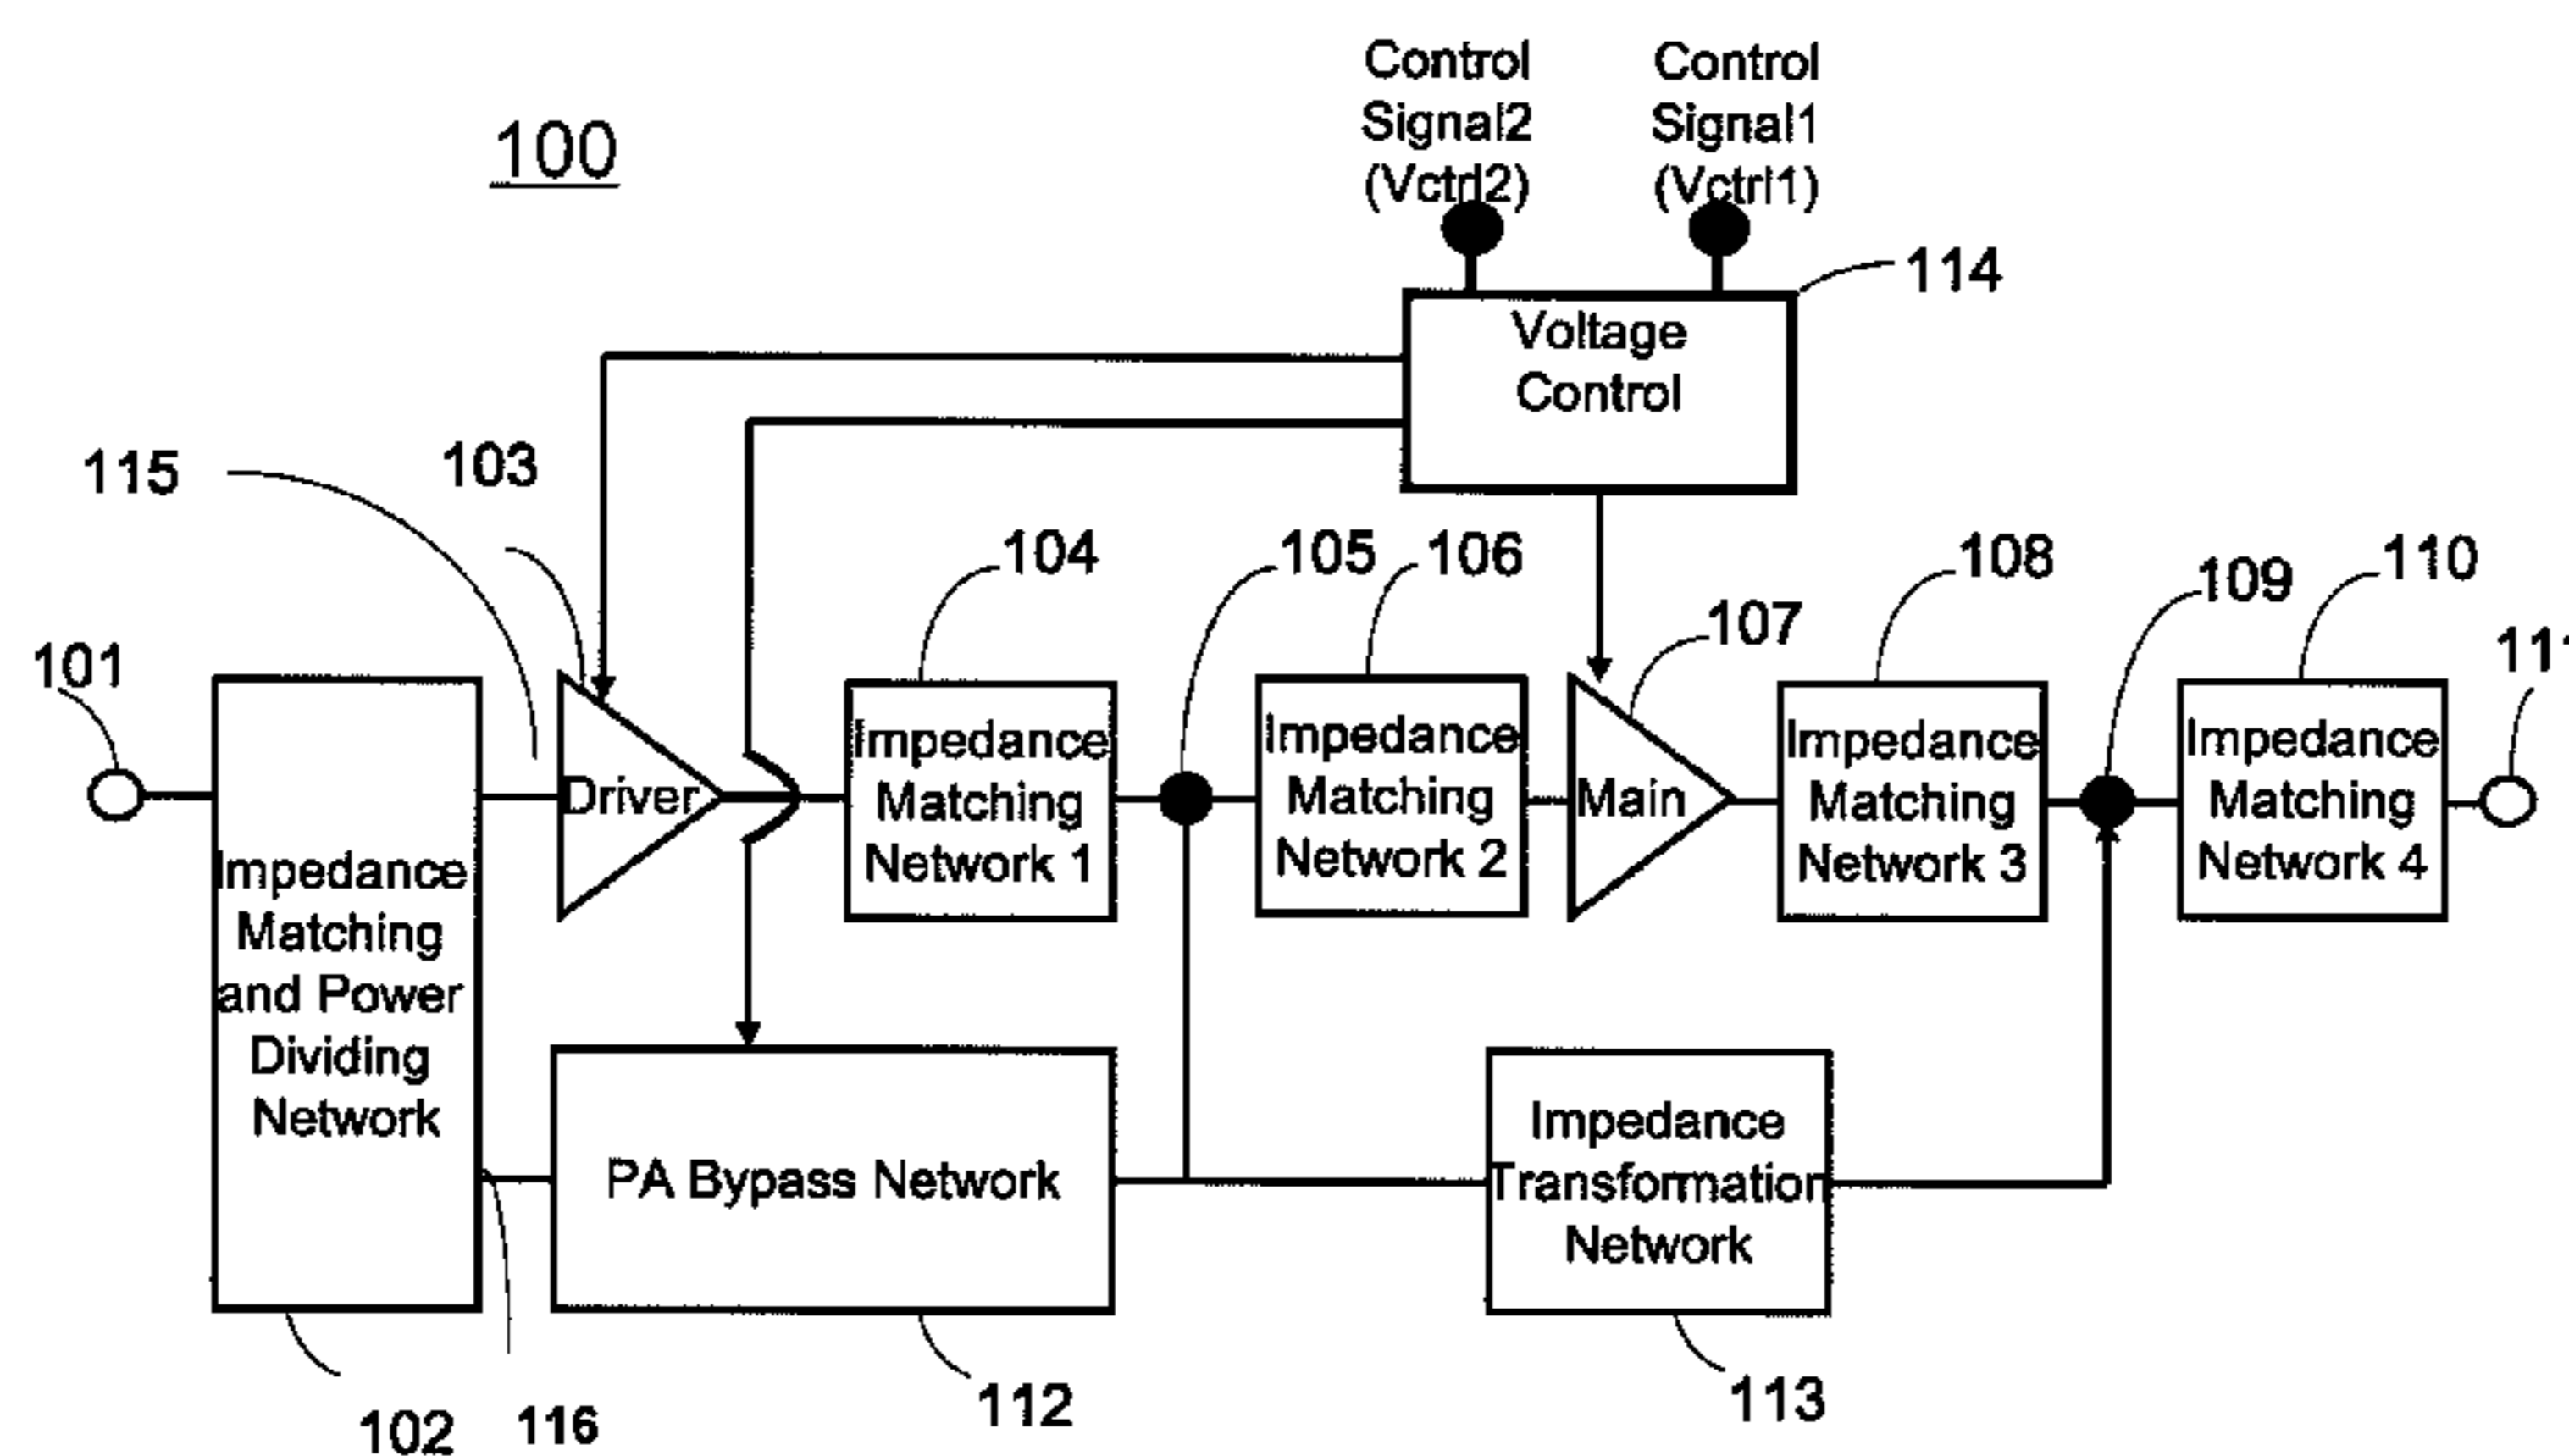 100
Control
Signal2
(Vctrl2)
Control
Signal1
(Vctrl1)
114
Voltage
Control
115
103
104
105
106
107
108
109
110
111
101
Driver
Impedance
Matching
Network 1
Impedance
Matching
Network 2
Main
Impedance
Matching
Network 3
Impedance
Matching
Network 4
Impedance
Matching
and Power
Dividing
Network
PA Bypass Network
Impedance
Transformation
Network
102
116
112
113